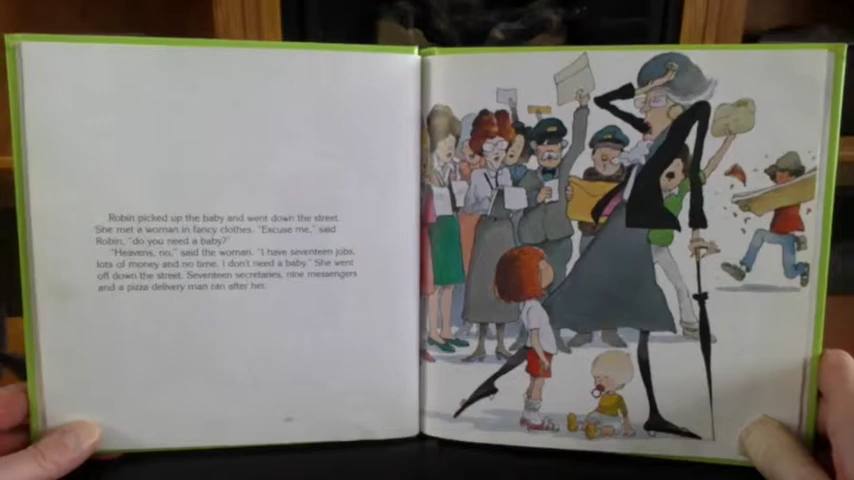 Robin picked up the baby and went down the street.
She met a woman in fancy clothes. "Excuse me," said
Robin, "do you need a baby?"
"Heavens, no," said the woman. "I have seventeen jobs,
lots of money and no time. I don't need a baby." She went
off down the street. Seventeen secretaries, nine messengers
and a pizza delivery man ran after her.